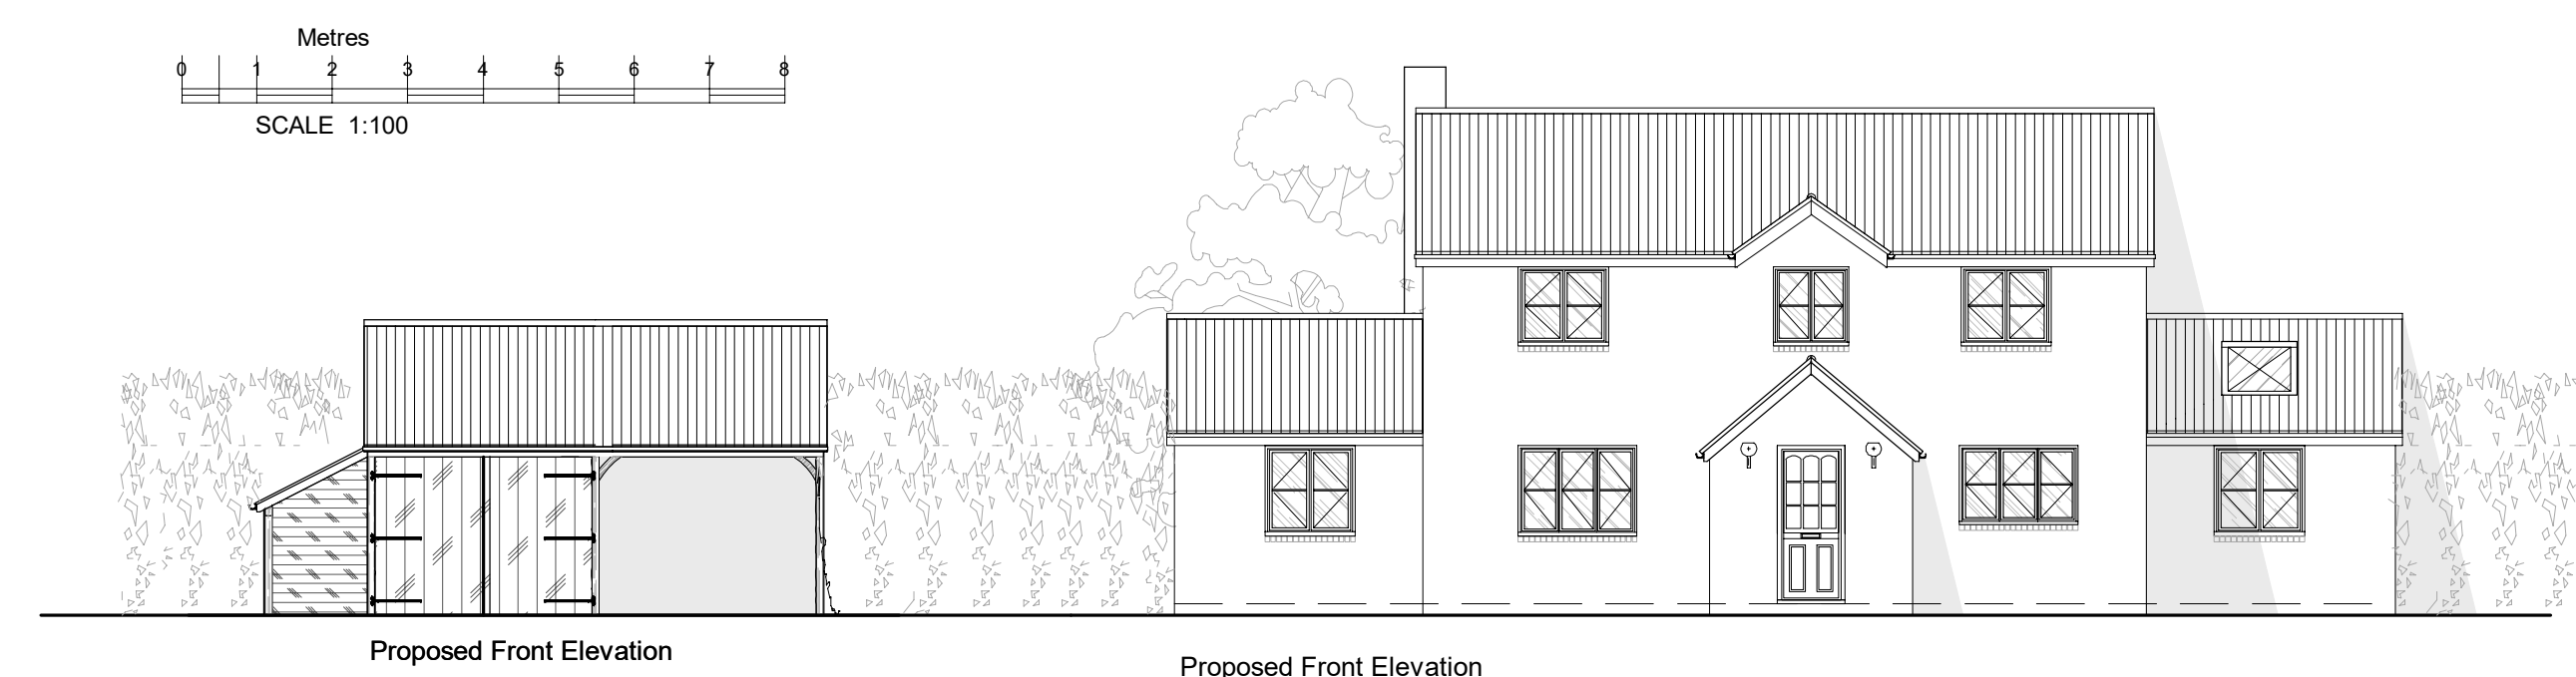 Metres
0 1 2 3 4 5 6 7 8
SCALE 1:100
Proposed Front Elevation
Proposed Front Elevation